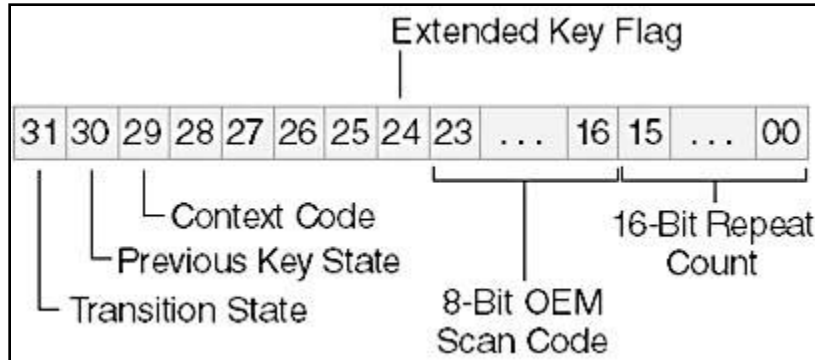 Extended Key Flag
31 30 29 28 27 26 25 24 23 ... 16 15 ... 00
Context Code
Previous Key State
Transition State
8-Bit OEM
Scan Code
16-Bit Repeat
Count